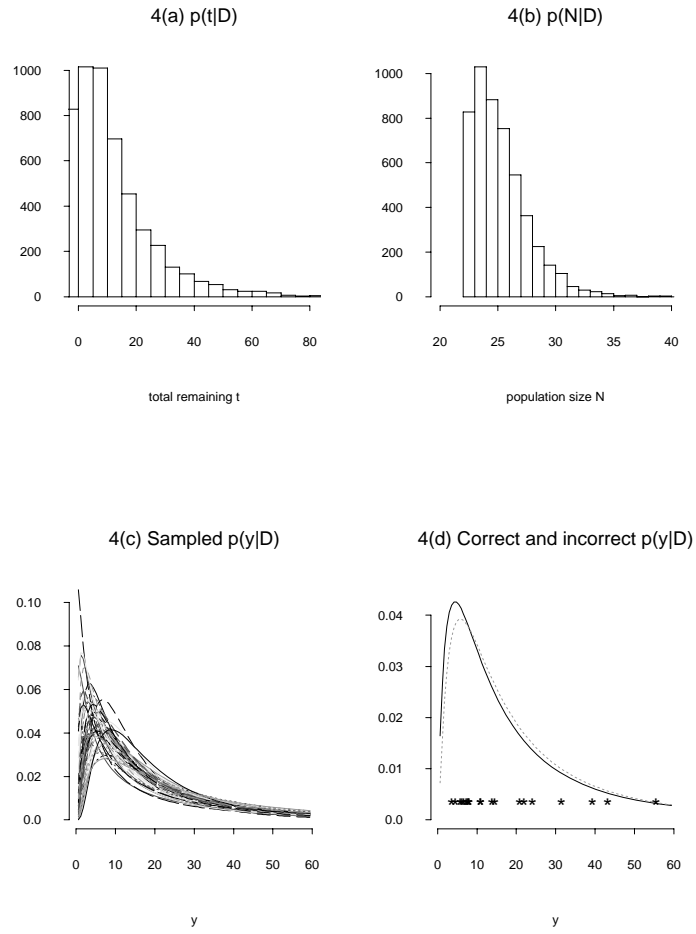 4(a) p(t|D)
1000
800
600
400
200
0
0 20 40 60 80
total remaining t
4(b) p(N|D)
1000
800
600
400
200
0
20 25 30 35 40
population size N
4(c) Sampled p(y|D)
0.10
0.08
0.06
0.04
0.02
0.0
0 10 20 30 40 50 60
y
4(d) Correct and incorrect p(y|D)
0.04
0.03
0.02
0.01
0.0
0 10 20 30 40 50 60
y